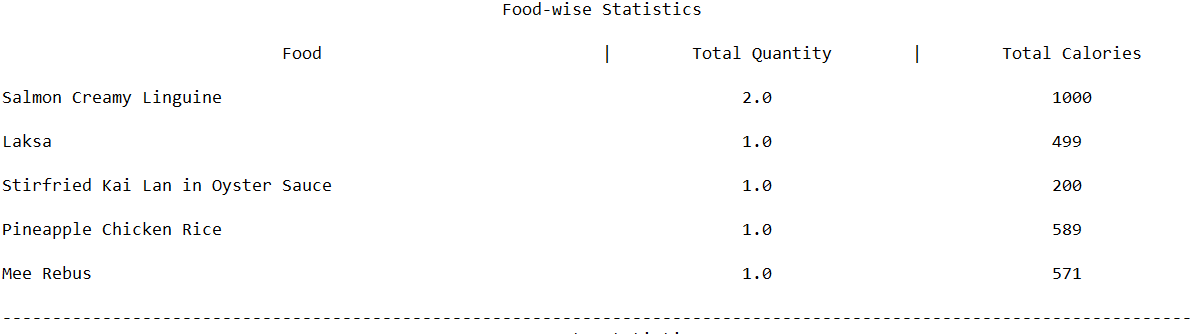 Food-wise Statistics
Food | Total Quantity | Total Calories
Salmon Creamy Linguine 2.0 1000
Laksa 1.0 499
Stirfried Kai Lan in Oyster Sauce 1.0 200
Pineapple Chicken Rice 1.0 589
Mee Rebus 1.0 571
-----------------------------------------------------------------------------------------------------------------------